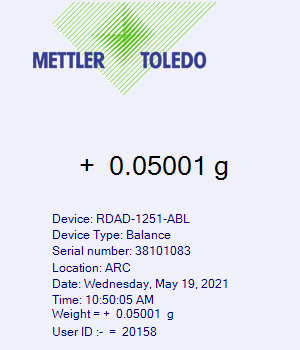 METTLER TOLEDO
+ 0.05001 g
Device: RDAD-1251-ABL
Device Type: Balance
Serial number: 38101083
Location: ARC
Date: Wednesday, May 19, 2021
Time: 10:50:05 AM
Weight = + 0.05001 g
User ID :- = 20158